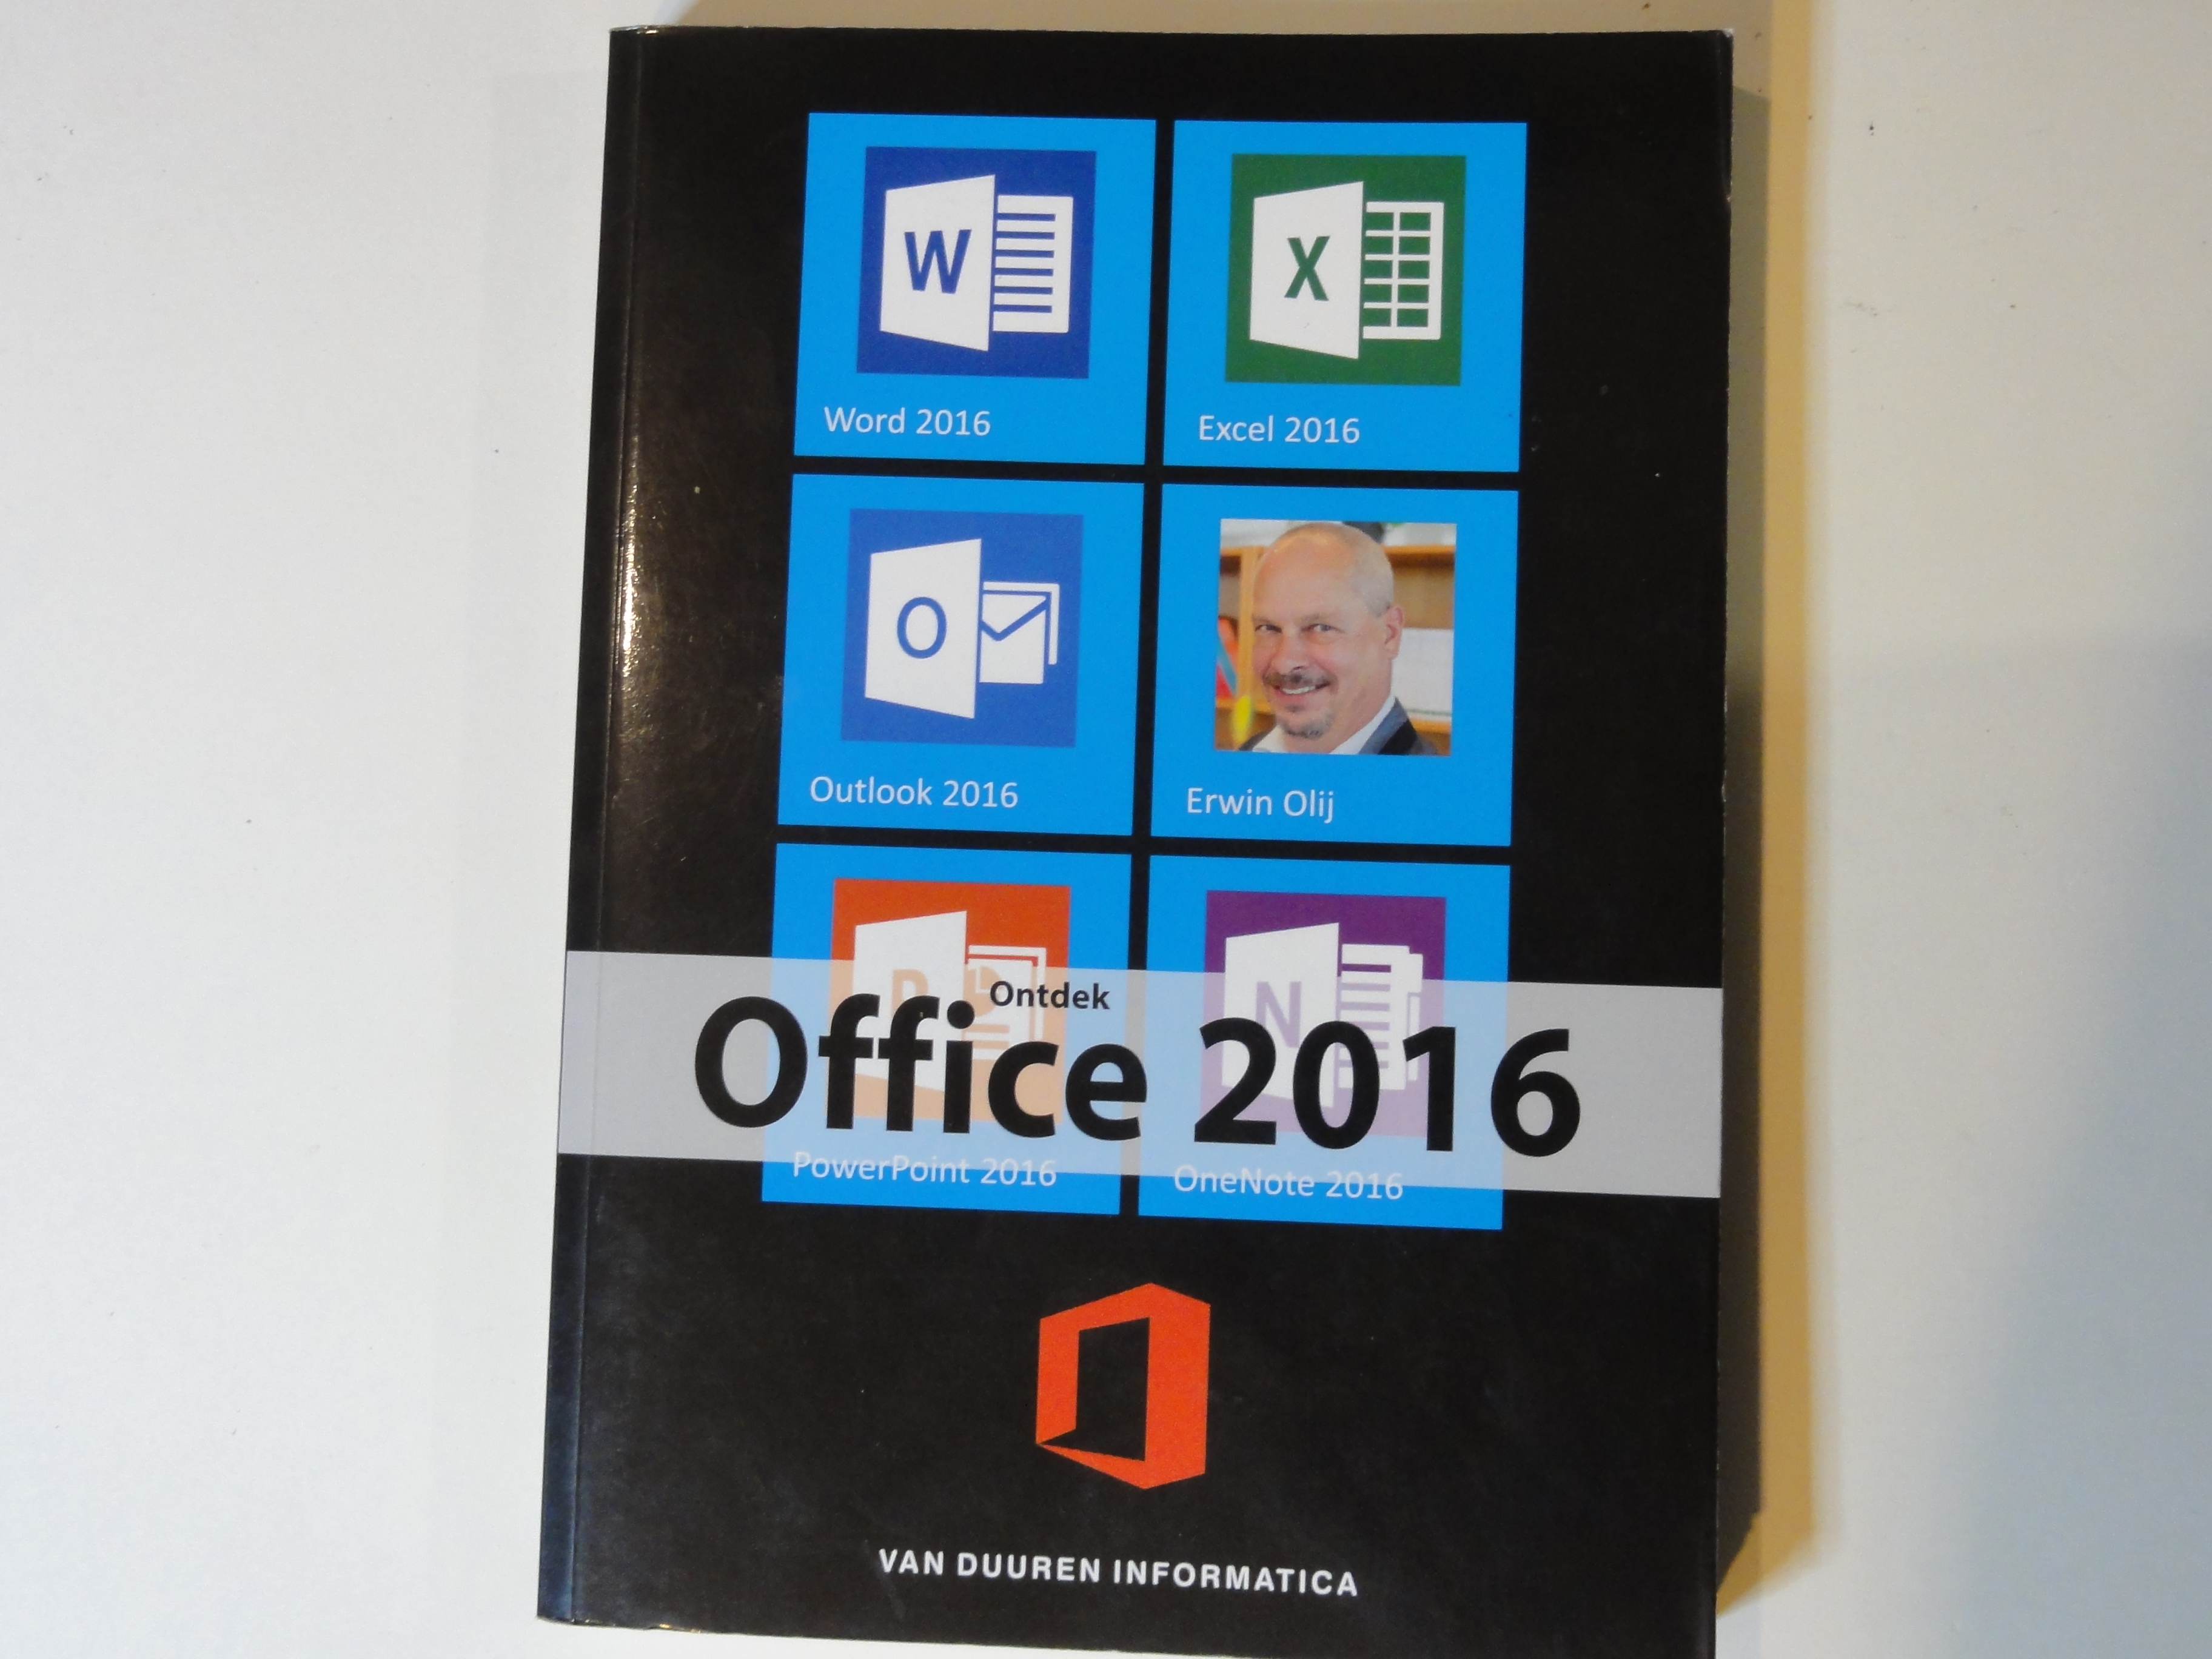 W
X
Word 2016
Excel 2016
O
Outlook 2016
Erwin Olij
P
N
Ontdek
Office 2016
PowerPoint 2016
OneNote 2016
VAN DUUREN INFORMATICA